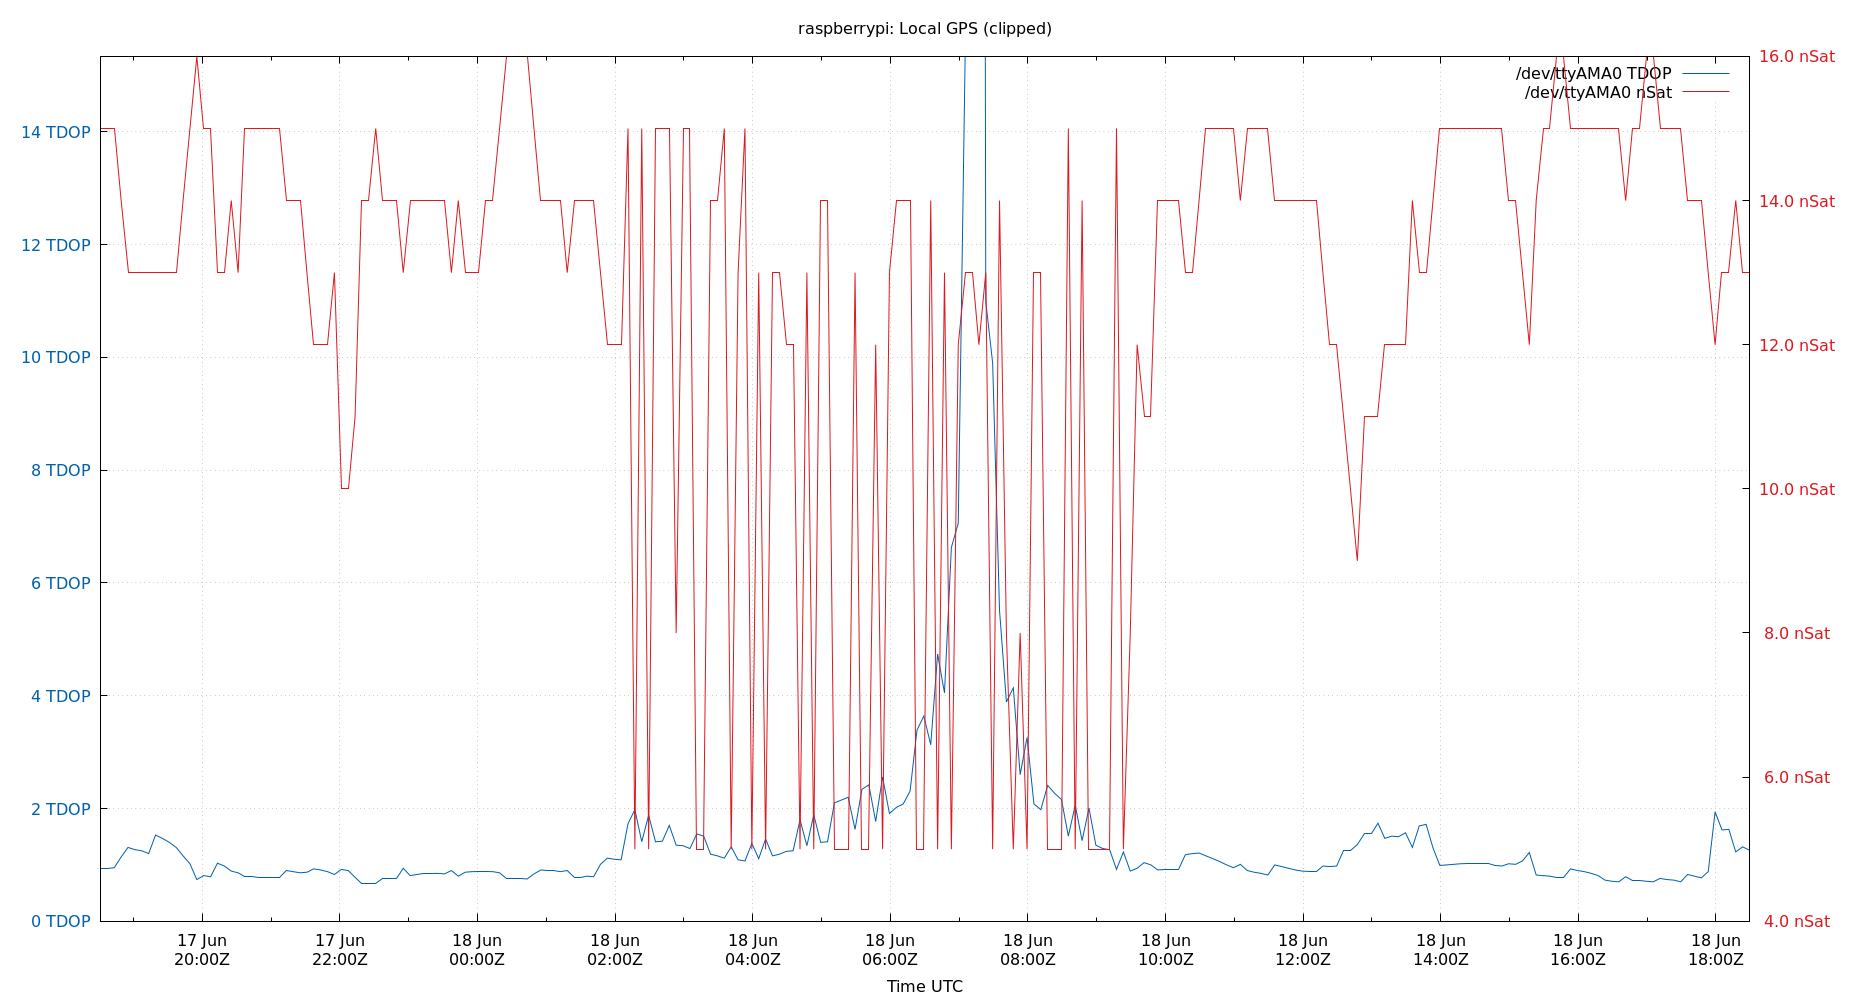 raspberrypi: Local GPS (clipped)
16.0 nSat
/dev/ttyAMA0 TDOP
/dev/ttyAMA0 nSat
14 TDOP
14.0 nSat
12 TDOP
10 TDOP
12.0 nSat
8 TDOP
10.0 nSat
6 TDOP
8.0 nSat
4 TDOP
6.0 nSat
2 TDOP
0 TDOP
4.0 nSat
17 Jun 17 Jun 18 Jun 18 Jun 18 Jun 18 Jun 18 Jun 18 Jun 18 Jun 18 Jun 18 Jun 18 Jun
20:00Z 22:00Z 00:00Z 02:00Z 04:00Z 06:00Z 08:00Z 10:00Z 12:00Z 14:00Z 16:00Z 18:00Z
Time UTC